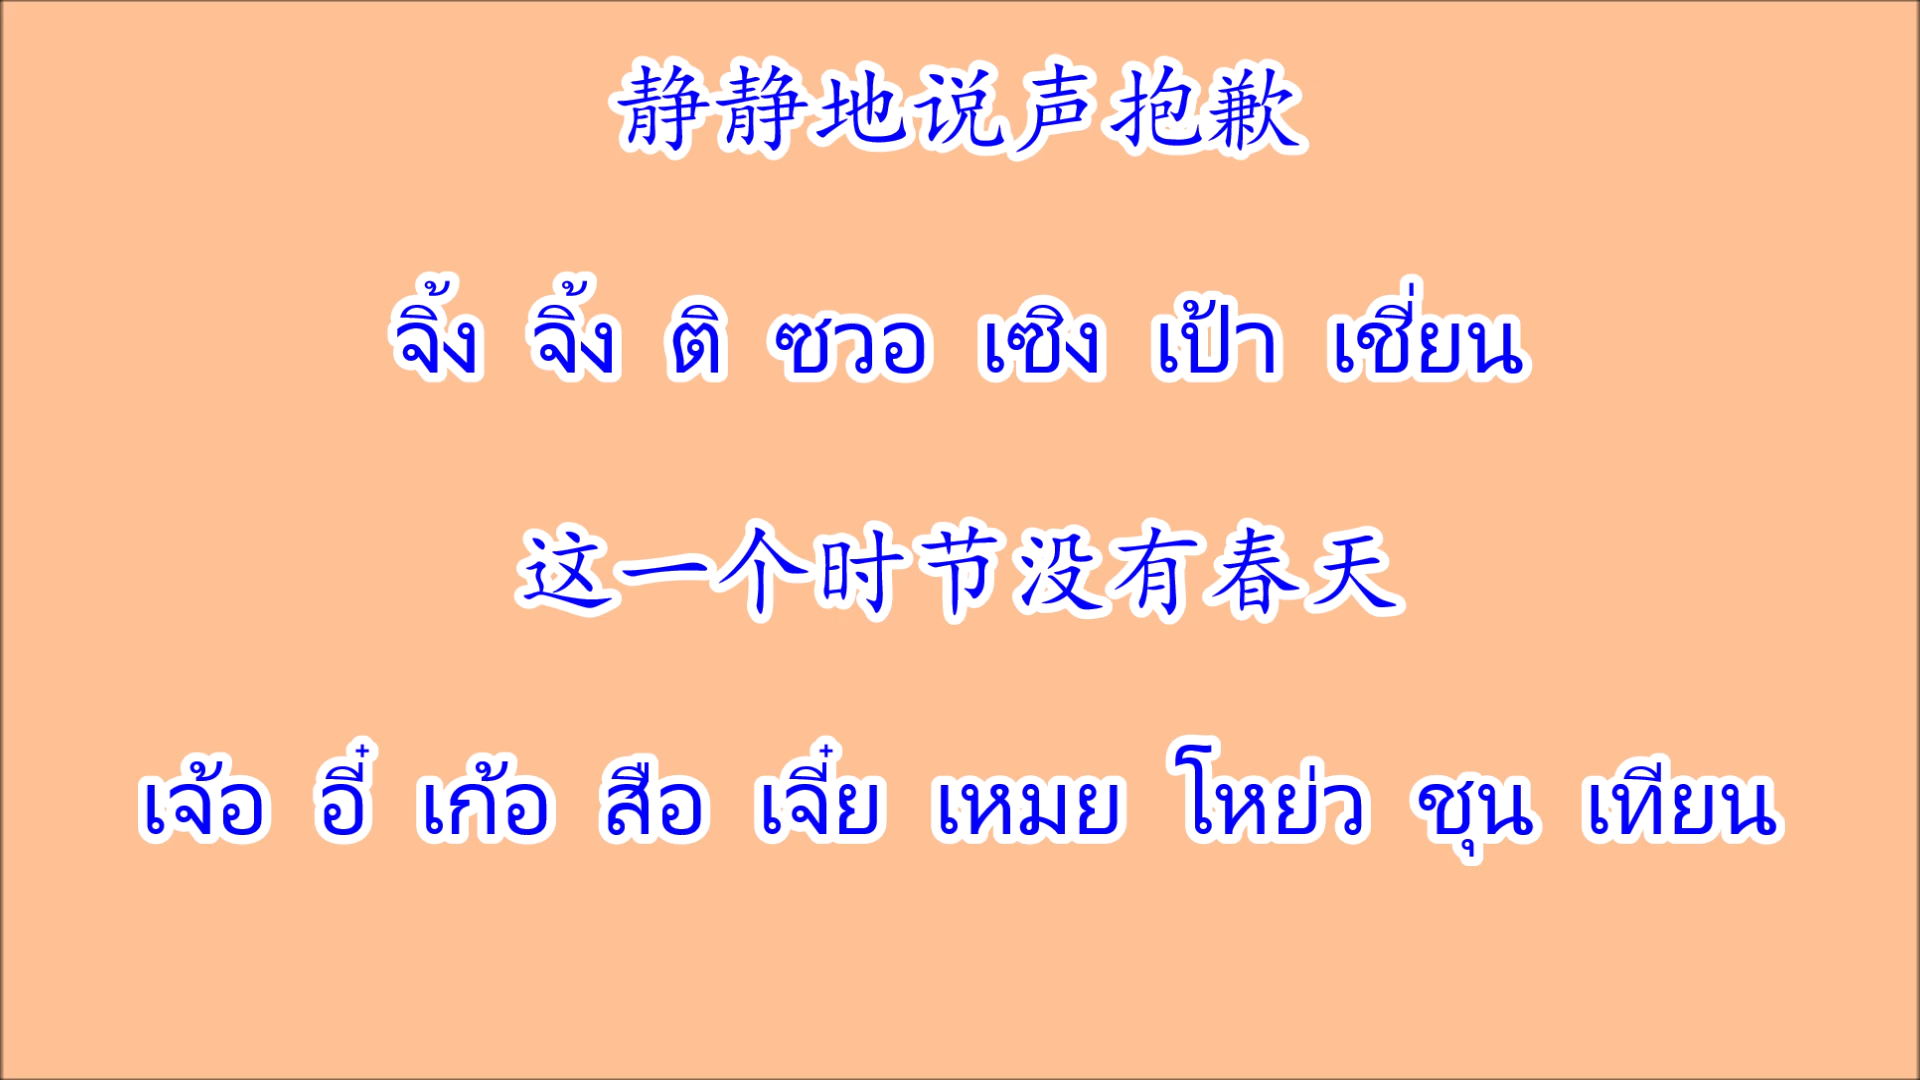 静静地说声抱歉
จิ้ง จิ้ง ติ ซวอ เซิง เป้า เชี่ยน
这一个时节没有春天
เจ้อ อี๋ เก้อ สือ เจี๋ย เหมย โหย่ว ชุน เทียน